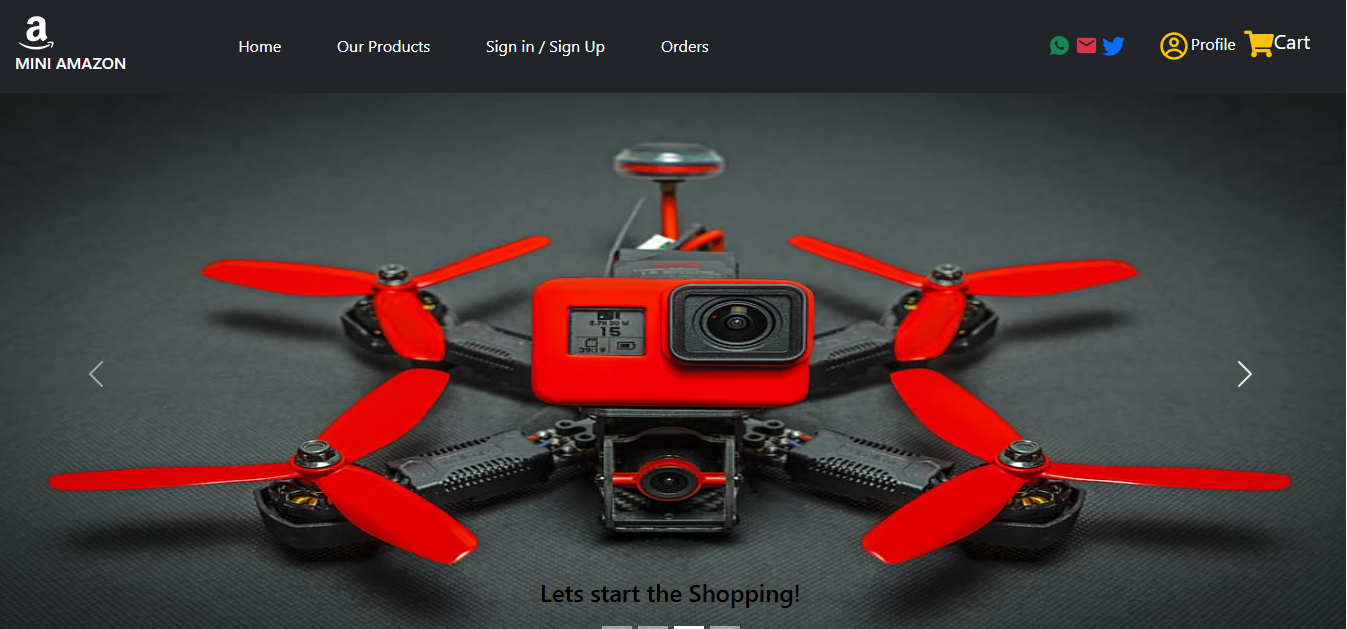 a
MINI AMAZON
Home
Our Products
Sign in / Sign Up
Orders
Profile
Cart
15
Lets start the Shopping!